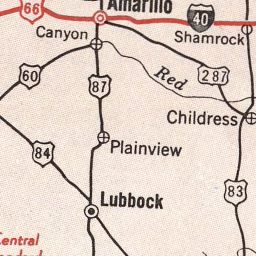 Amarillo
66
40
Canyon
Shamrock
60
87
Red
287
Childress
Plainview
84
83
Lubbock
Central